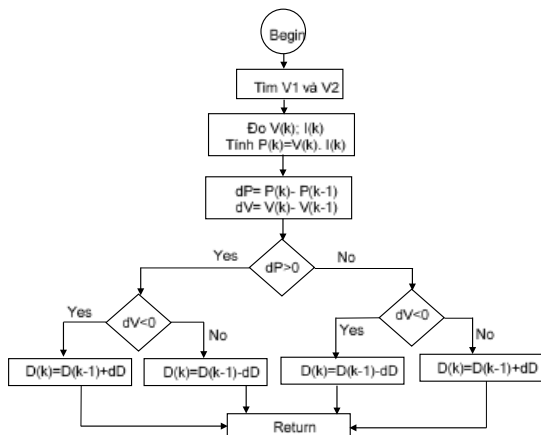 Begin
Tìm V1 và V2
Đo V(k); I(k)
Tính P(k)=V(k). I(k)
dP= P(k)- P(k-1)
dV= V(k)- V(k-1)
Yes
No
dP>0
Yes
dV<0
No
Yes
dV<0
No
D(k)=D(k-1)+dD
D(k)=D(k-1)-dD
D(k)=D(k-1)-dD
D(k)=D(k-1)+dD
Return